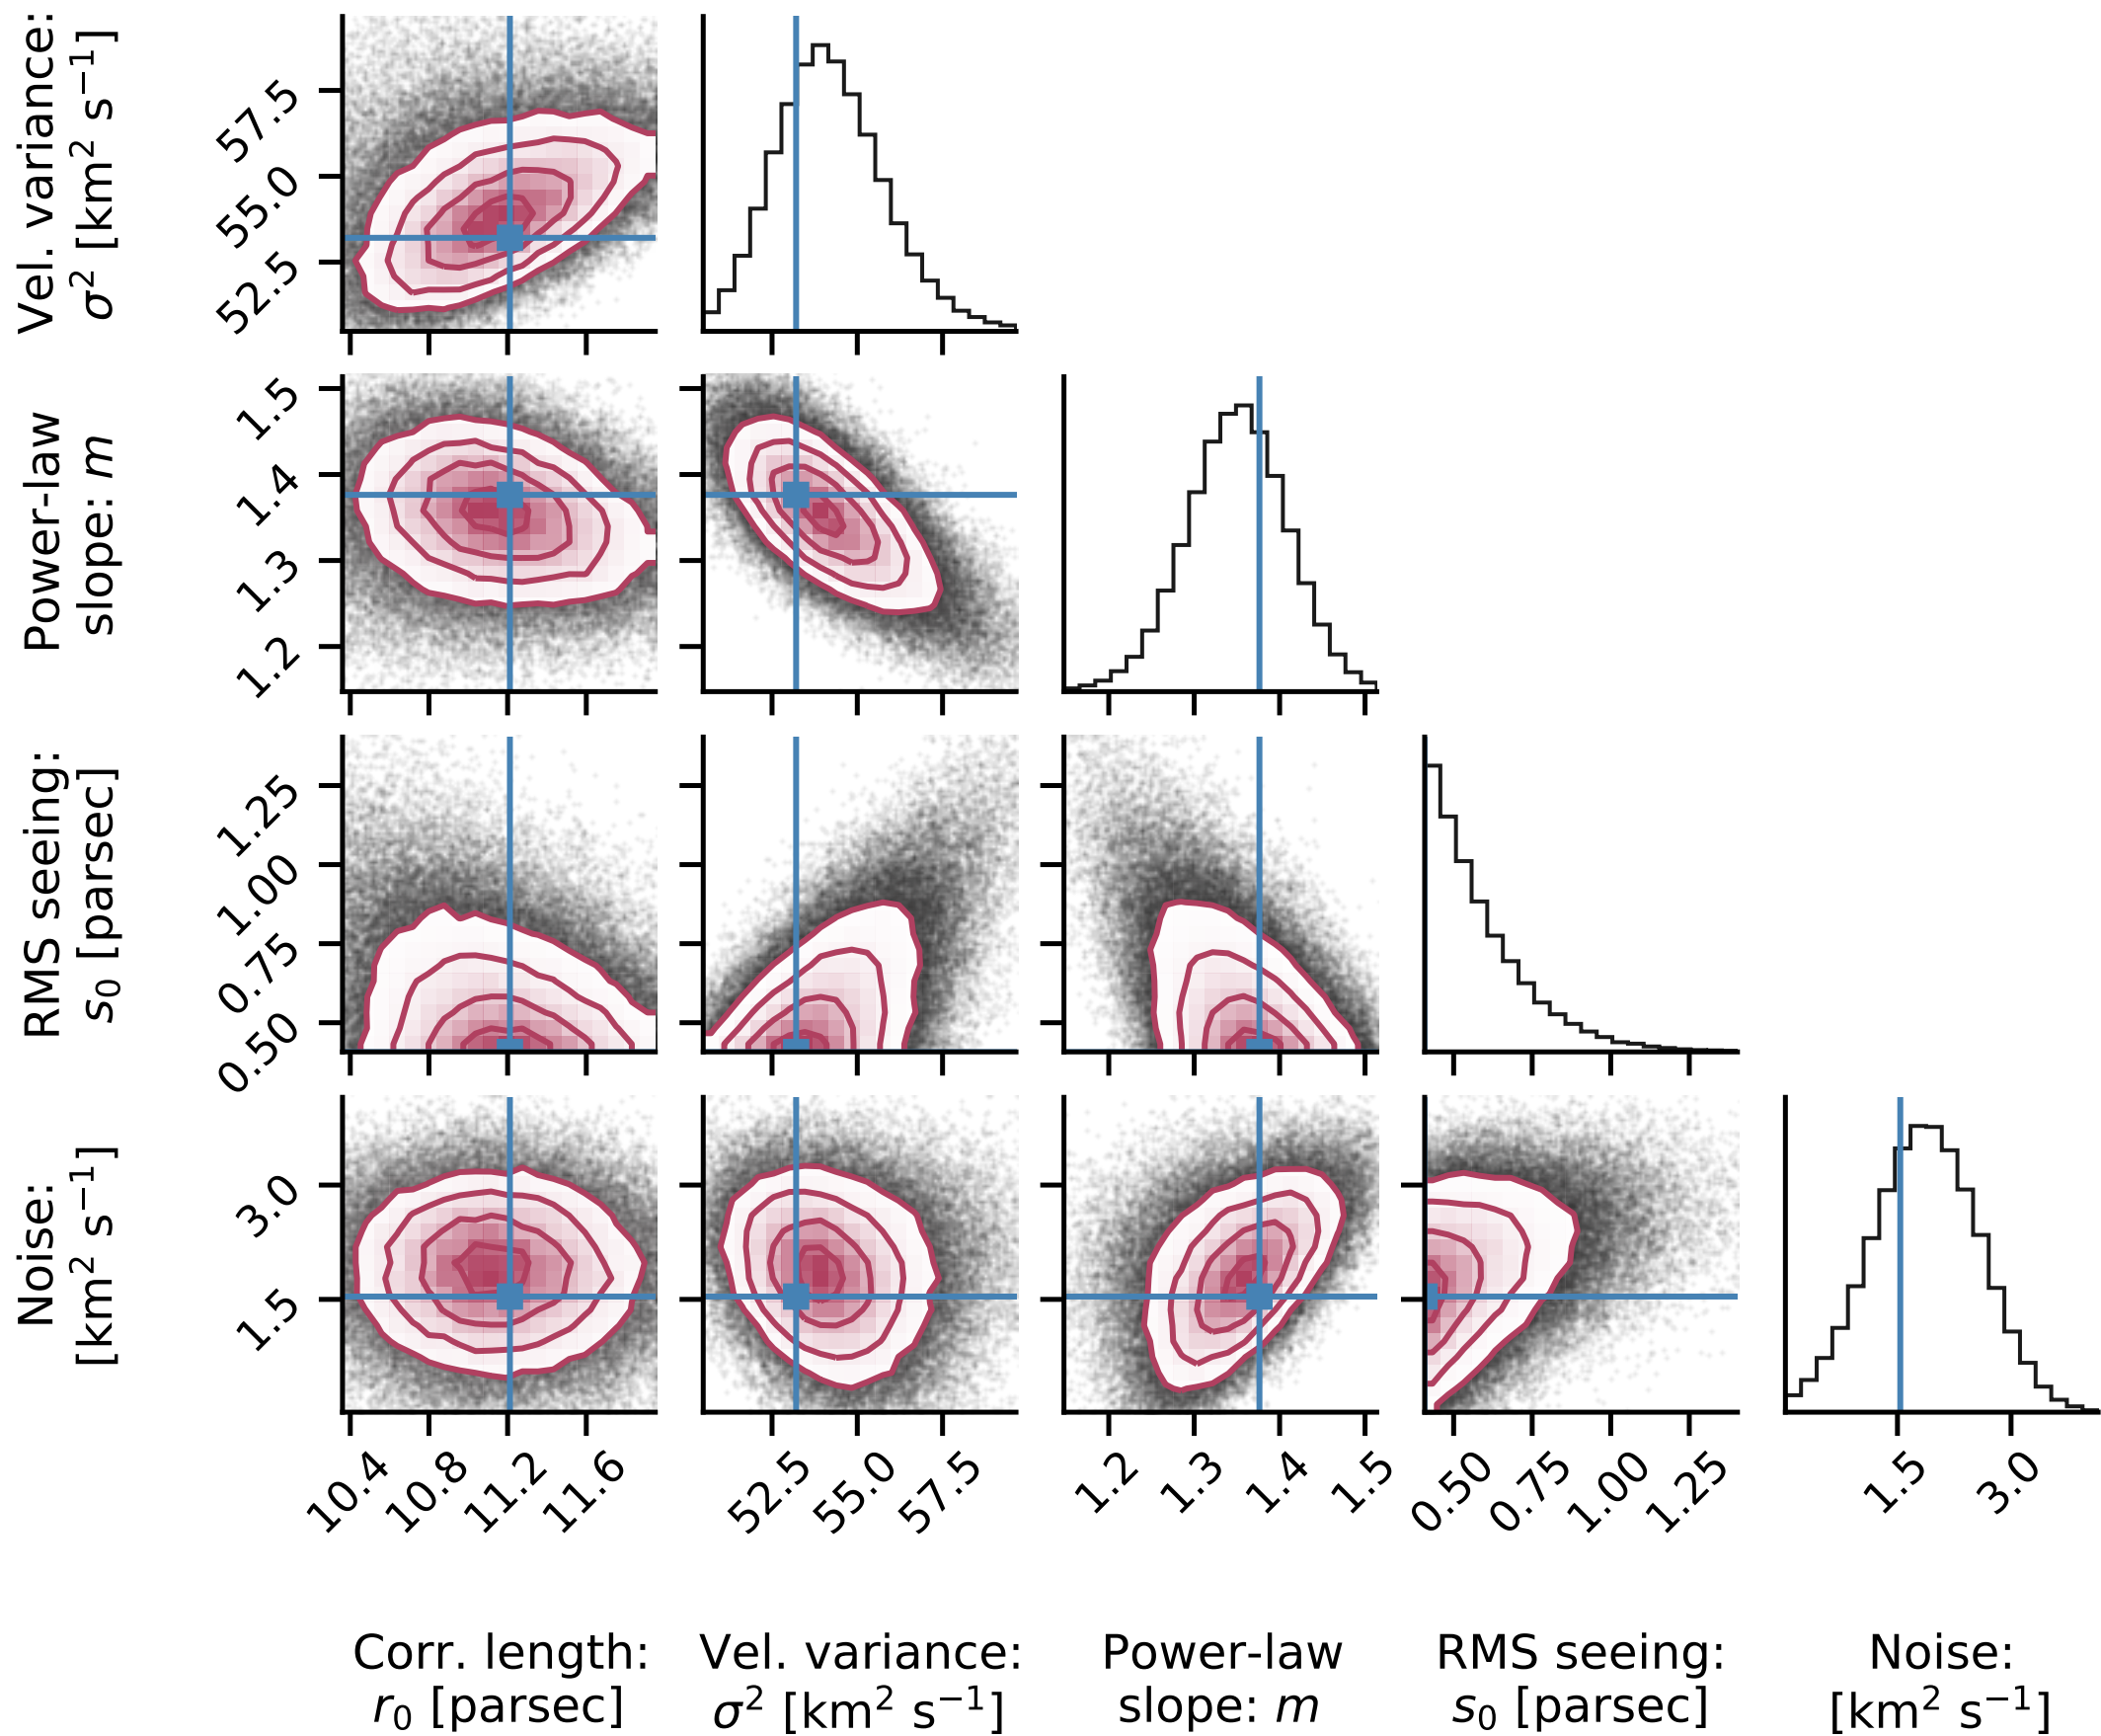 Vel. variance:
σ² [km² s⁻¹]
57.5
55.0
52.5
Power-law
slope: m
1.5
1.4
1.3
1.2
RMS seeing:
s₀ [parsec]
1.25
1.00
0.75
0.50
Noise:
[km² s⁻¹]
3.0
1.5
10.4 10.8 11.2 11.6 52.5 55.0 57.5 1.2 1.3 1.4 1.5 0.50 0.75 1.00 1.25 1.5 3.0
Corr. length: Vel. variance: Power-law RMS seeing: Noise:
r₀ [parsec] σ² [km² s⁻¹] slope: m s₀ [parsec] [km² s⁻¹]